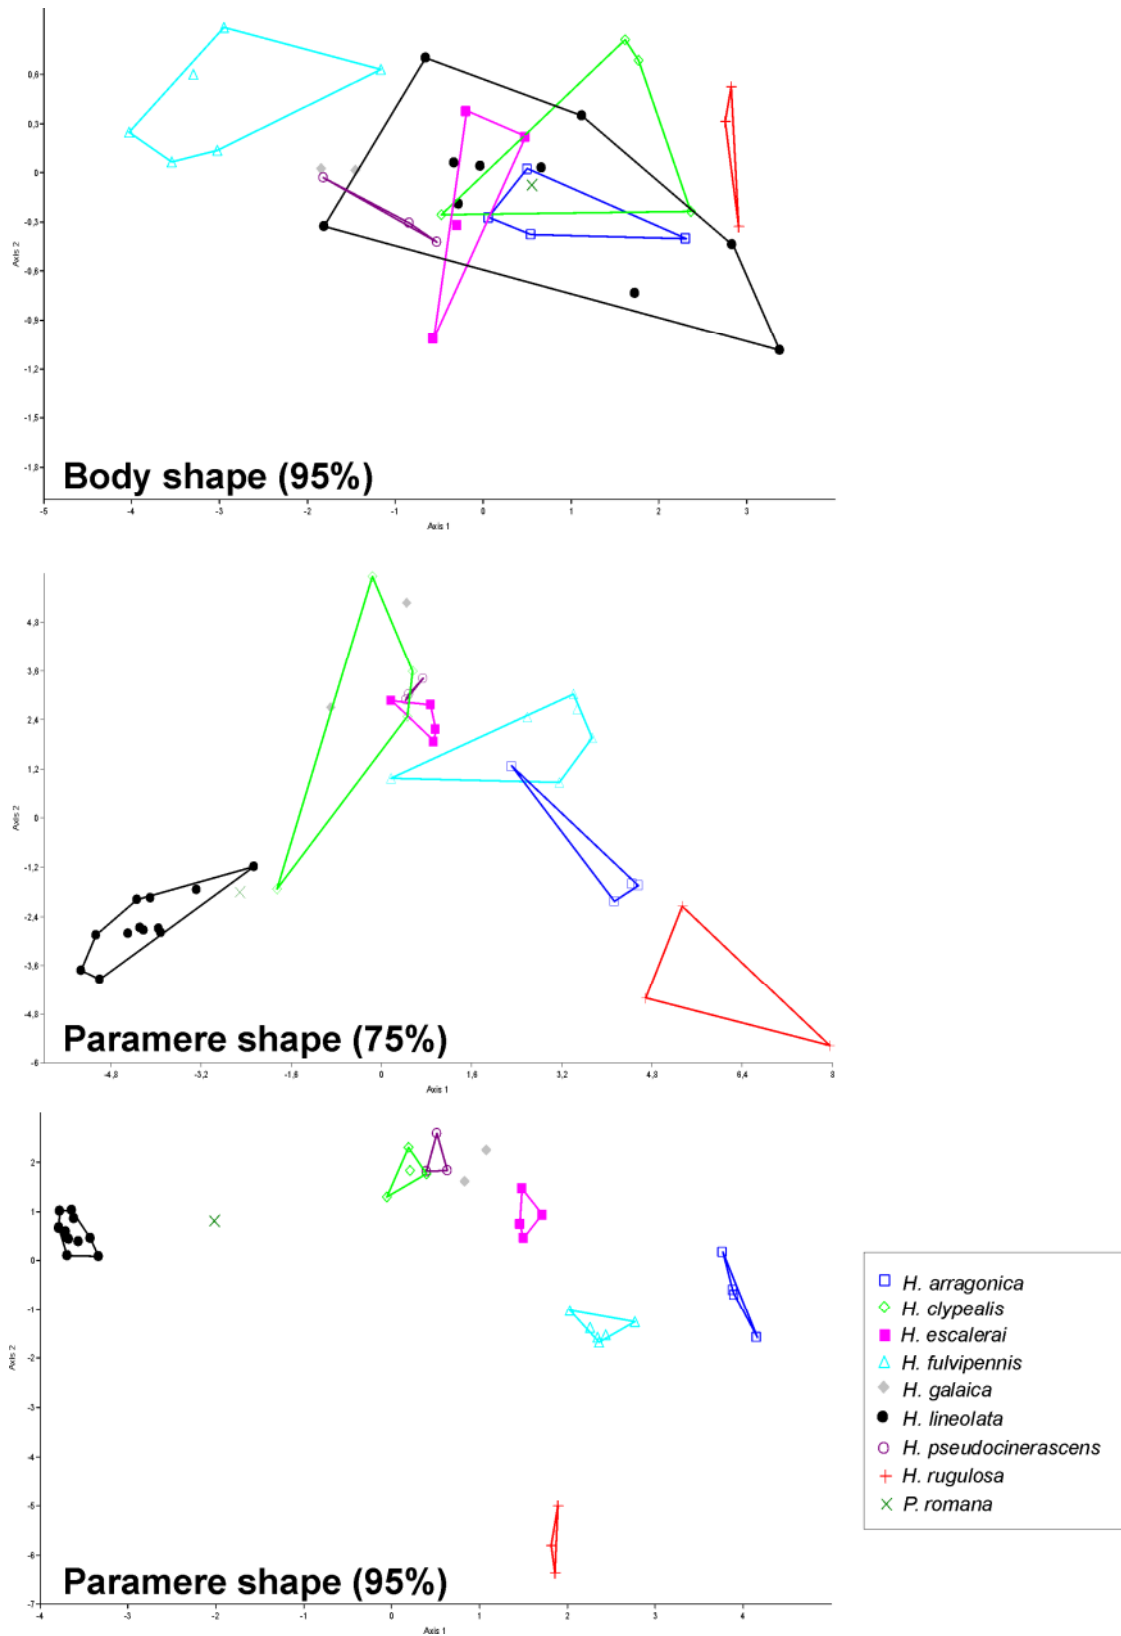 0,6
0,3
0
-0,3
-0,6
-0,9
-1,2
-1,5
-1,8
Axis 2
Body shape (95%)
-5 -4 -3 -2 -1 0 1 2 3
Axis 1
4,8
3,6
2,4
1,2
0
-1,2
-2,4
-3,6
-4,8
-6
Axis 2
Paramere shape (75%)
-4,8 -3,2 -1,6 0 1,6 3,2 4,8 6,4 8
Axis 1
2
1
0
-1
-2
-3
-4
-5
-6
-7
Axis 2
Paramere shape (95%)
-4 -3 -2 -1 0 1 2 3 4
Axis 1
H. arragonica
H. clypealis
H. escalerai
H. fulvipennis
H. galaica
H. lineolata
H. pseudocinerascens
H. rugulosa
P. romana